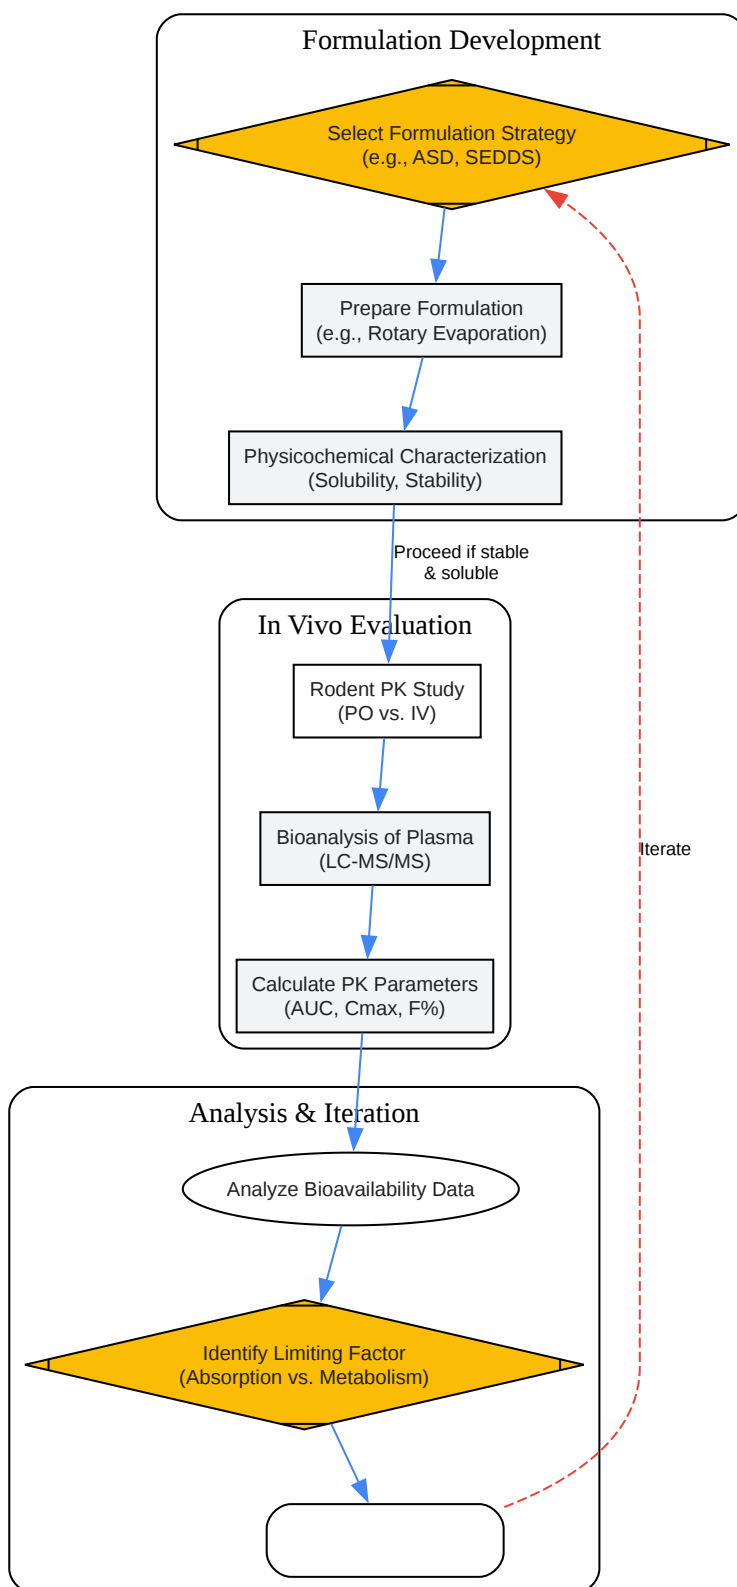 Formulation Development
Select Formulation Strategy
(e.g., ASD, SEDDS)
Prepare Formulation
(e.g., Rotary Evaporation)
Physicochemical Characterization
(Solubility, Stability)
Proceed if stable
& soluble
In Vivo Evaluation
Rodent PK Study
(PO vs. IV)
Bioanalysis of Plasma
(LC-MS/MS)
Iterate
Calculate PK Parameters
(AUC, Cmax, F%)
Analysis & Iteration
Analyze Bioavailability Data
Identify Limiting Factor
(Absorption vs. Metabolism)